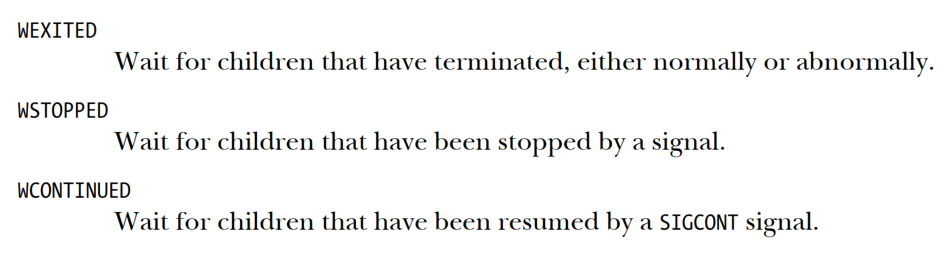 WEXITED
Wait for children that have terminated, either normally or abnormally.
WSTOPPED
Wait for children that have been stopped by a signal.
WCONTINUED
Wait for children that have been resumed by a SIGCONT signal.